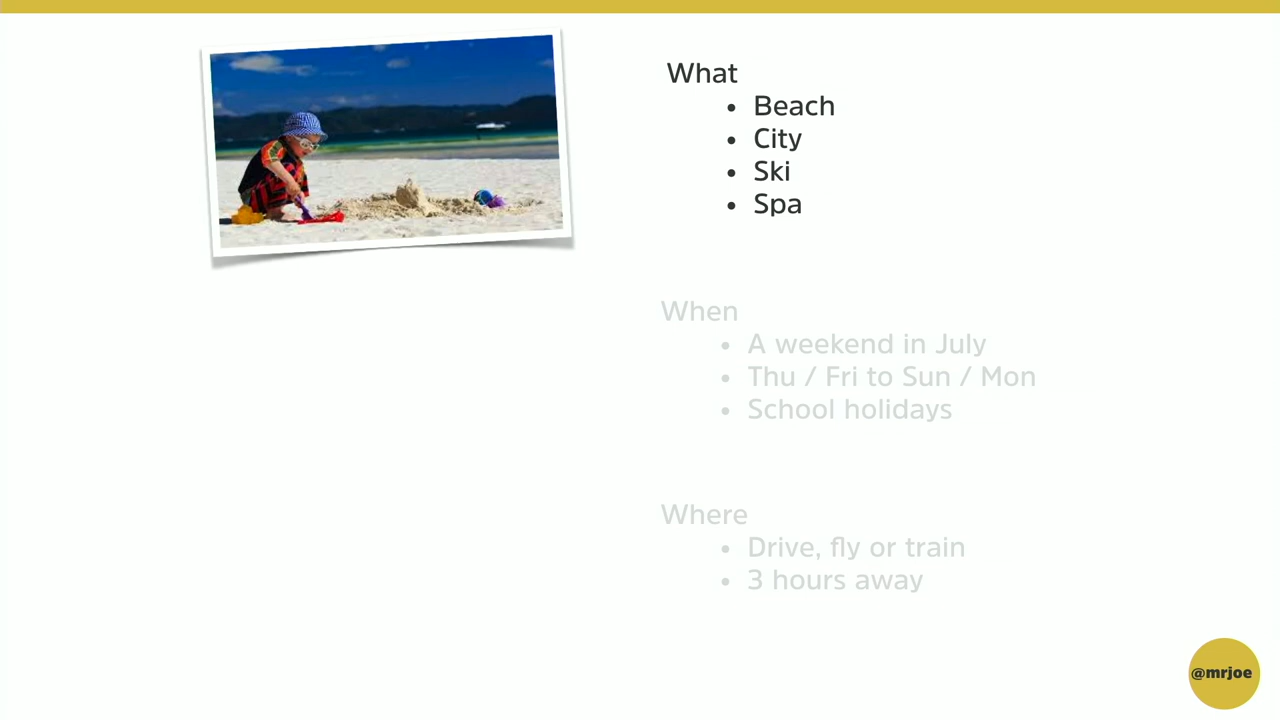 What
• Beach
• City
• Ski
• Spa
When
• A weekend in July
• Thu / Fri to Sun / Mon
• School holidays
Where
• Drive, fly or train
• 3 hours away
@mrjoe